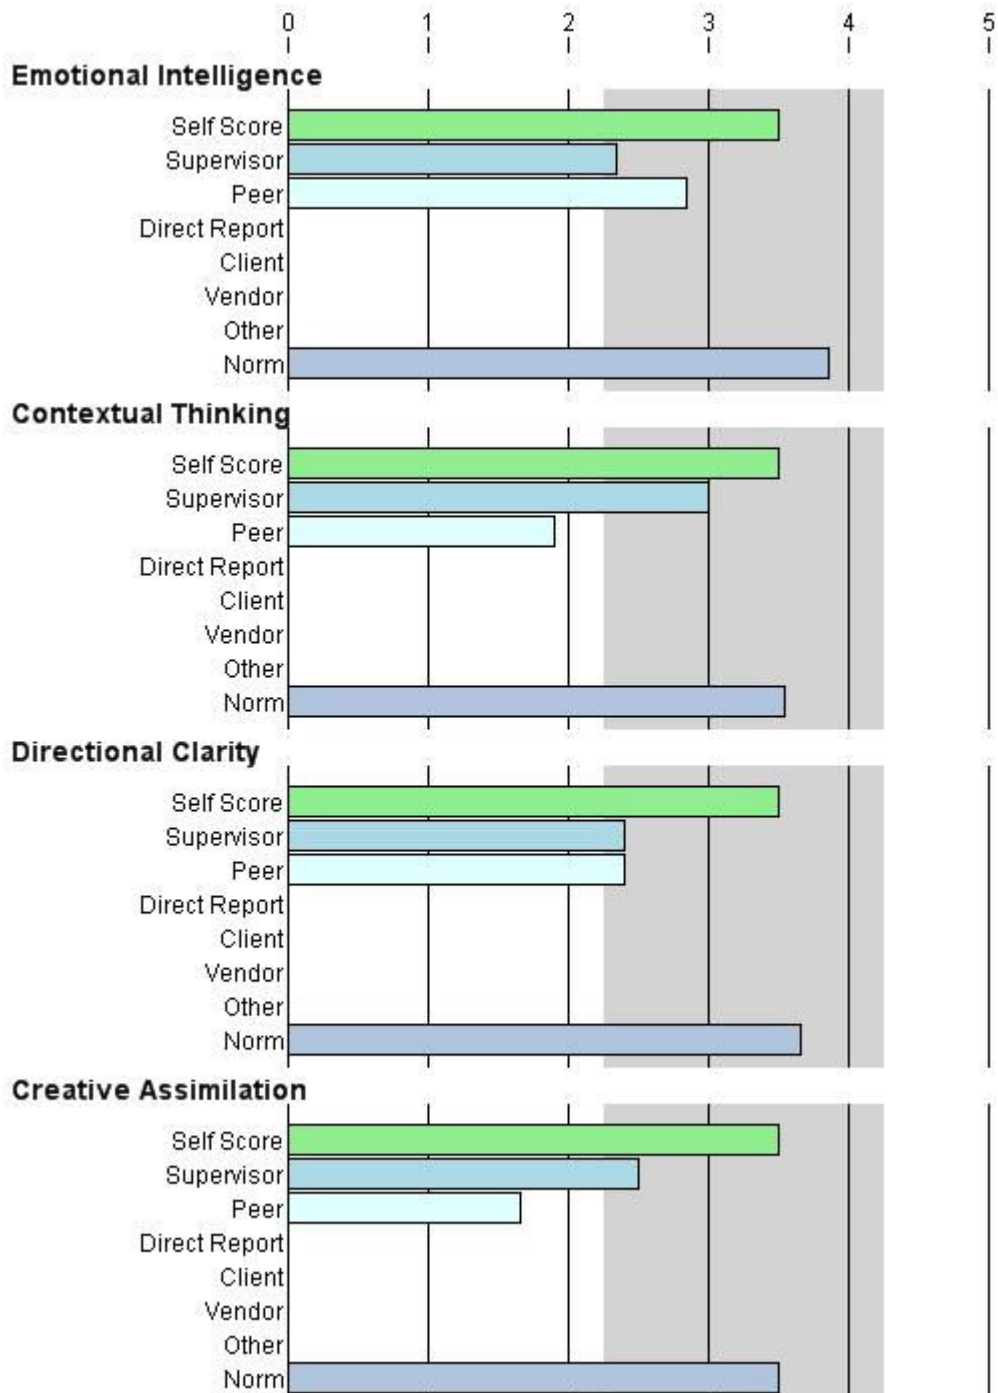 0 1 2 3 4 5
Emotional Intelligence
Self Score
Supervisor
Peer
Direct Report
Client
Vendor
Other
Norm
Contextual Thinking
Self Score
Supervisor
Peer
Direct Report
Client
Vendor
Other
Norm
Directional Clarity
Self Score
Supervisor
Peer
Direct Report
Client
Vendor
Other
Norm
Creative Assimilation
Self Score
Supervisor
Peer
Direct Report
Client
Vendor
Other
Norm